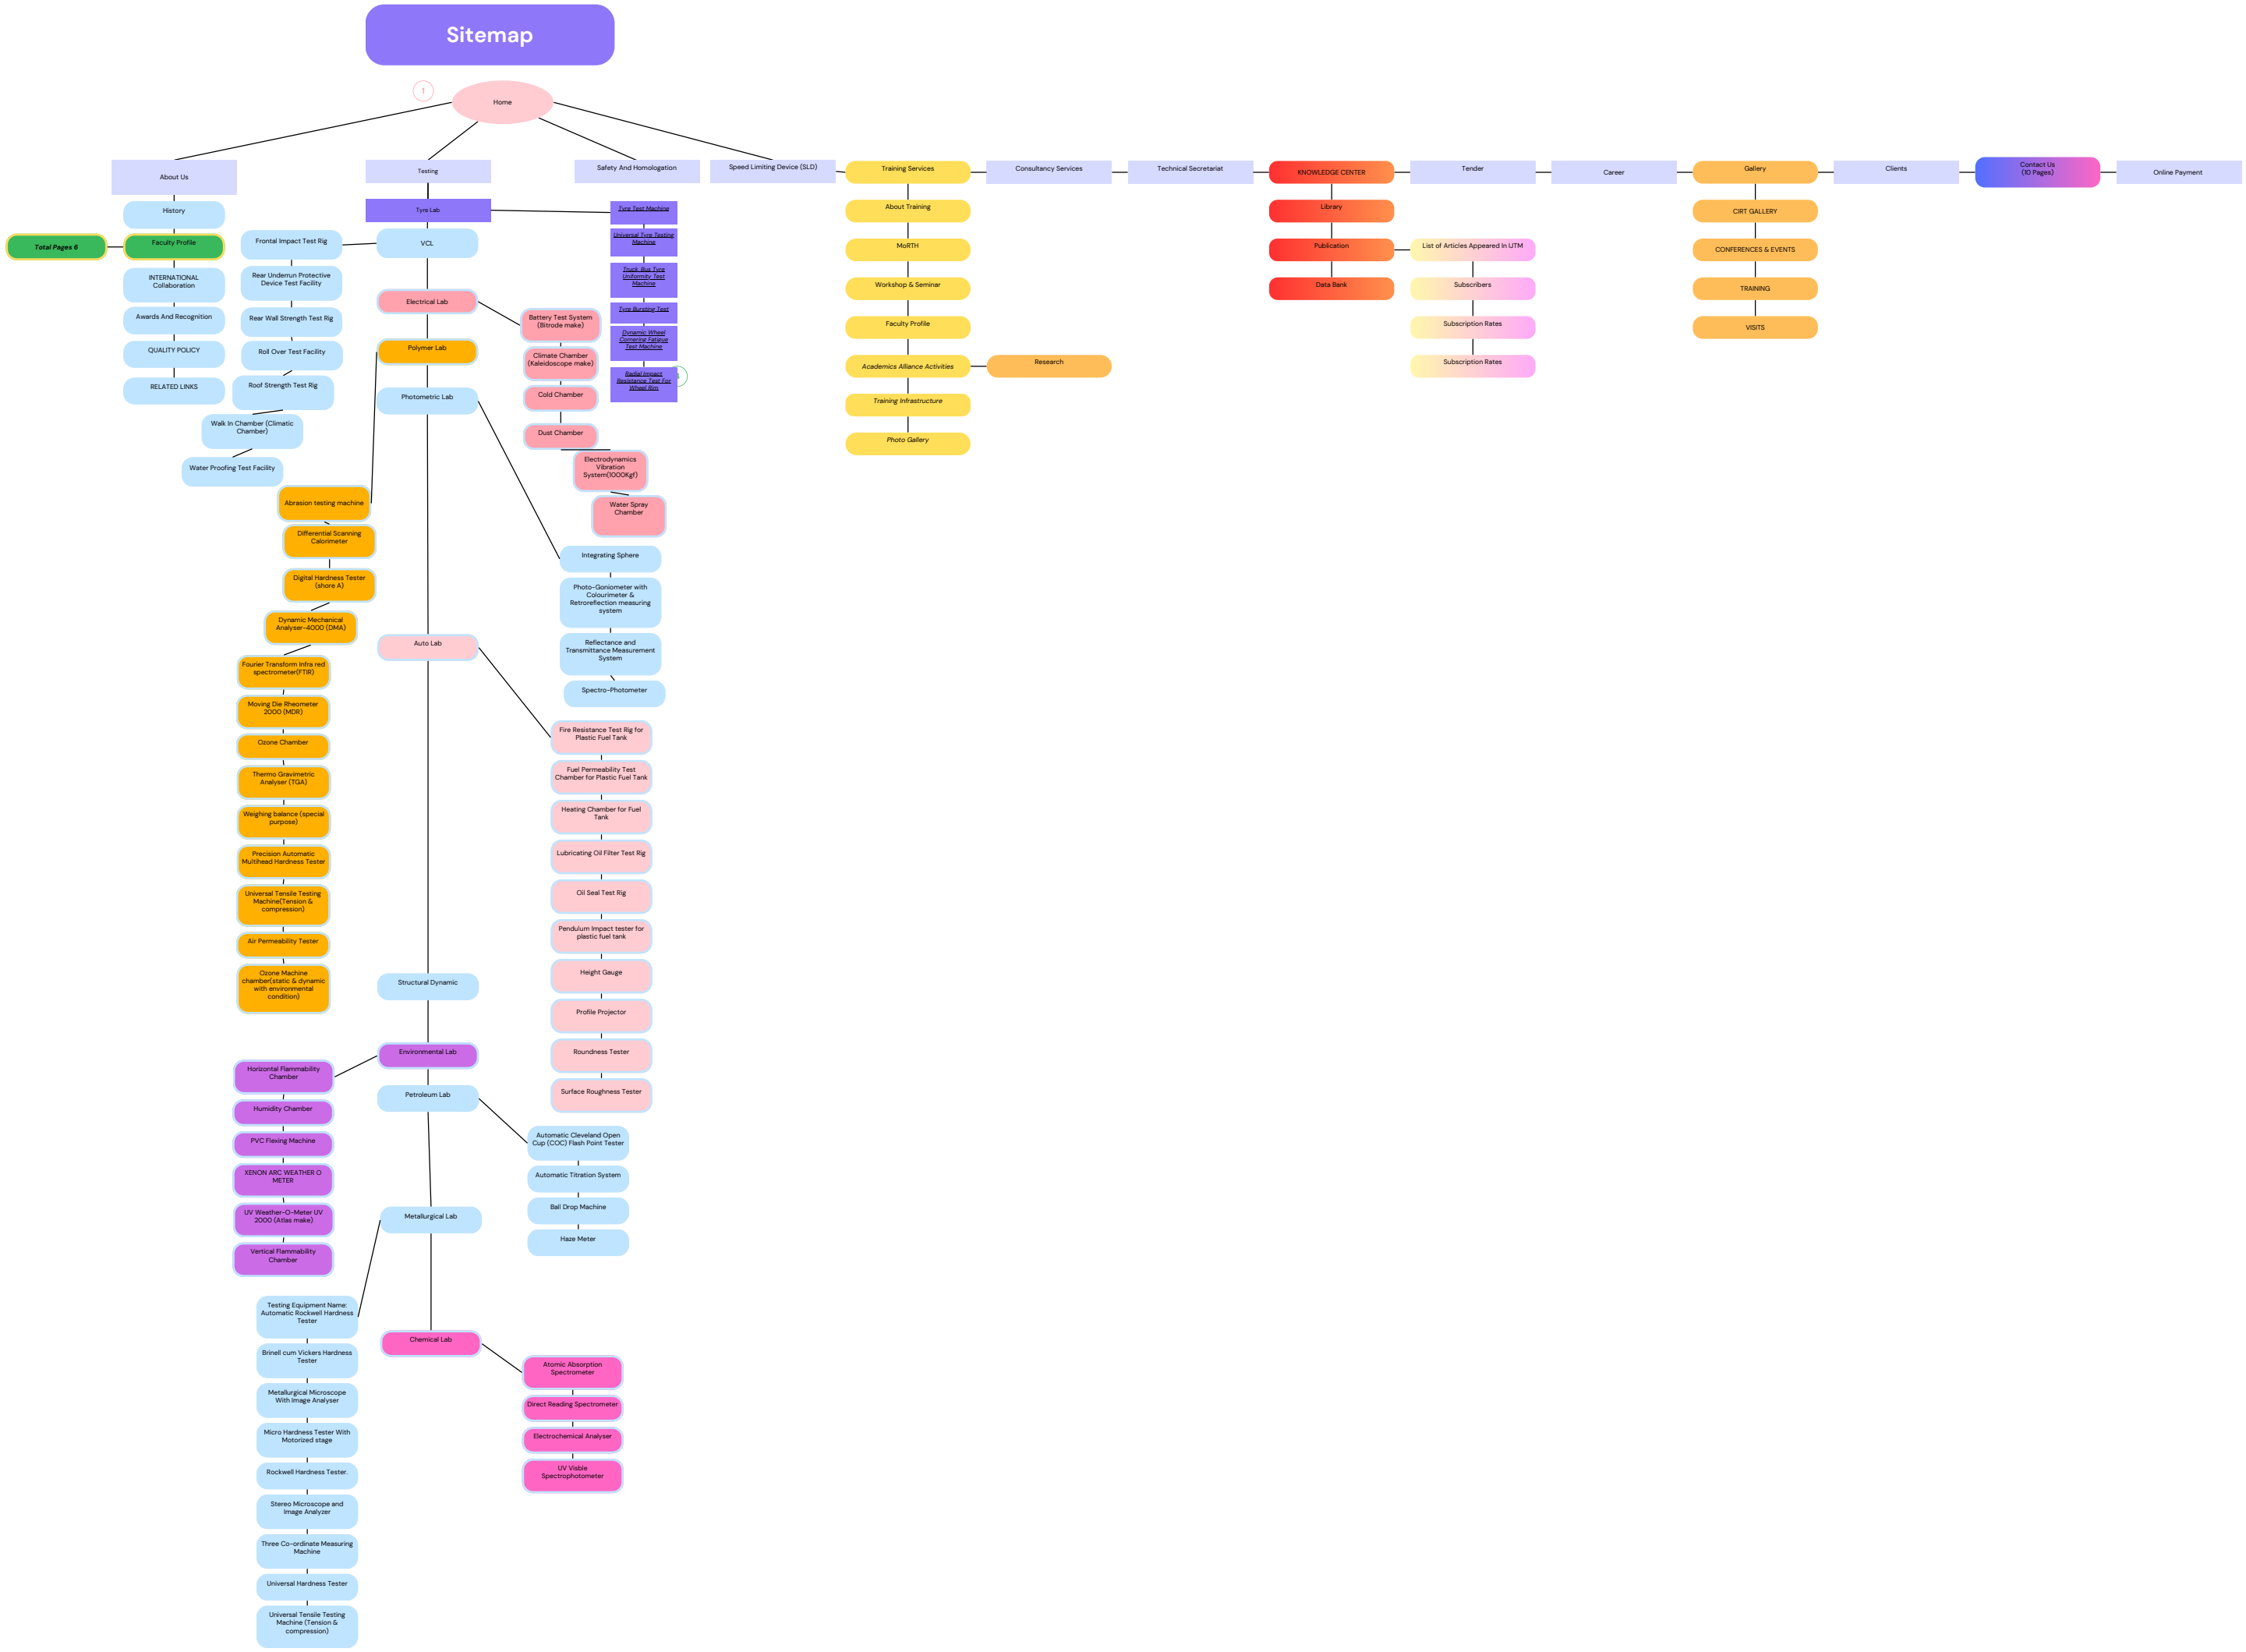 Sitemap
1
Home
About Us
Testing
Safety And Homologation
Speed Limiting Device (SLD)
Training Services
Consultancy Services
Technical Secretariat
KNOWLEDGE CENTER
Tender
Career
Gallery
Clients
Contact Us
(10 Pages)
Online Payment
History
Faculty Profile
Total Pages 6
INTERNATIONAL
Collaboration
Awards And Recognition
QUALITY POLICY
RELATED LINKS
Tyre Lab
Tyre Test Machine
Universal Tyre Testing
Machine
Truck, Bus Tyre
Uniformity Test
Machine
Tyre Bursting Test
Dynamic Wheel
Cornering Fatigue
Test Machine
Radial Impact
Resistance Test For
Wheel Rim
VCL
Frontal Impact Test Rig
Rear Underrun Protective
Device Test Facility
Rear Wall Strength Test Rig
Roll Over Test Facility
Roof Strength Test Rig
Walk In Chamber (Climatic
Chamber)
Water Proofing Test Facility
Electrical Lab
Battery Test System
(Bitrode make)
Climate Chamber
(Kaleidoscope make)
Cold Chamber
Dust Chamber
Electrodynamics
Vibration
System(1000Kgf)
Water Spray
Chamber
Polymer Lab
Abrasion testing machine
Differential Scanning
Calorimeter
Digital Hardness Tester
(shore A)
Dynamic Mechanical
Analyser-4000 (DMA)
Fourier Transform Infra red
spectrometer(FTIR)
Moving Die Rheometer
2000 (MDR)
Ozone Chamber
Thermo Gravimetric
Analyser (TGA)
Weighing balance (special
purpose)
Precision Automatic
Multihead Hardness Tester
Universal Tensile Testing
Machine(Tension &
compression)
Air Permeability Tester
Ozone Machine
chamber(static & dynamic
with environmental
condition)
Photometric Lab
Integrating Sphere
Photo-Goniometer with
Colourimeter &
Retroreflection measuring
system
Reflectance and
Transmittance Measurement
System
Spectro-Photometer
Auto Lab
Fire Resistance Test Rig for
Plastic Fuel Tank
Fuel Permeability Test
Chamber for Plastic Fuel Tank
Heating Chamber for Fuel
Tank
Lubricating Oil Filter Test Rig
Oil Seal Test Rig
Pendulum Impact tester for
plastic fuel tank
Height Gauge
Profile Projector
Roundness Tester
Surface Roughness Tester
Structural Dynamic
Environmental Lab
Horizontal Flammability
Chamber
Humidity Chamber
PVC Flexing Machine
XENON ARC WEATHER O
METER
UV Weather-O-Meter UV
2000 (Atlas make)
Vertical Flammability
Chamber
Petroleum Lab
Automatic Cleveland Open
Cup (COC) Flash Point Tester
Automatic Titration System
Ball Drop Machine
Haze Meter
Metallurgical Lab
Testing Equipment Name:
Automatic Rockwell Hardness
Tester
Brinell cum Vickers Hardness
Tester
Metallurgical Microscope
With Image Analyser
Micro Hardness Tester With
Motorized stage
Rockwell Hardness Tester.
Stereo Microscope and
Image Analyzer
Three Co-ordinate Measuring
Machine
Universal Hardness Tester
Universal Tensile Testing
Machine (Tension &
compression)
Chemical Lab
Atomic Absorption
Spectrometer
Direct Reading Spectrometer
Electrochemical Analyser
UV Visble
Spectrophotometer
About Training
MoRTH
Workshop & Seminar
Faculty Profile
Academics Alliance Activities
Research
Training Infrastructure
Photo Gallery
Library
Publication
Data Bank
List of Articles Appeared In IJTM
Subscribers
Subscription Rates
Subscription Rates
CIRT GALLERY
CONFERENCES & EVENTS
TRAINING
VISITS